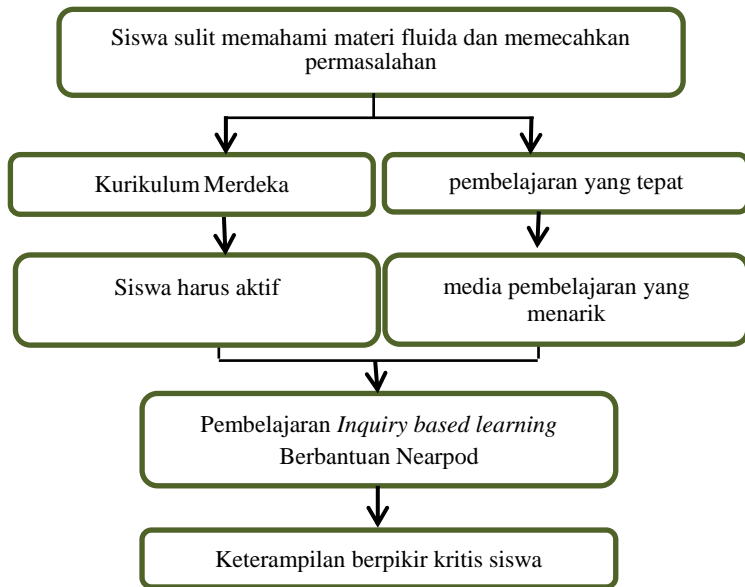 Siswa sulit memahami materi fluida dan memecahkan
permasalahan
Kurikulum Merdeka
pembelajaran yang tepat
Siswa harus aktif
media pembelajaran yang
menarik
Pembelajaran Inquiry based learning
Berbantuan Nearpod
Keterampilan berpikir kritis siswa